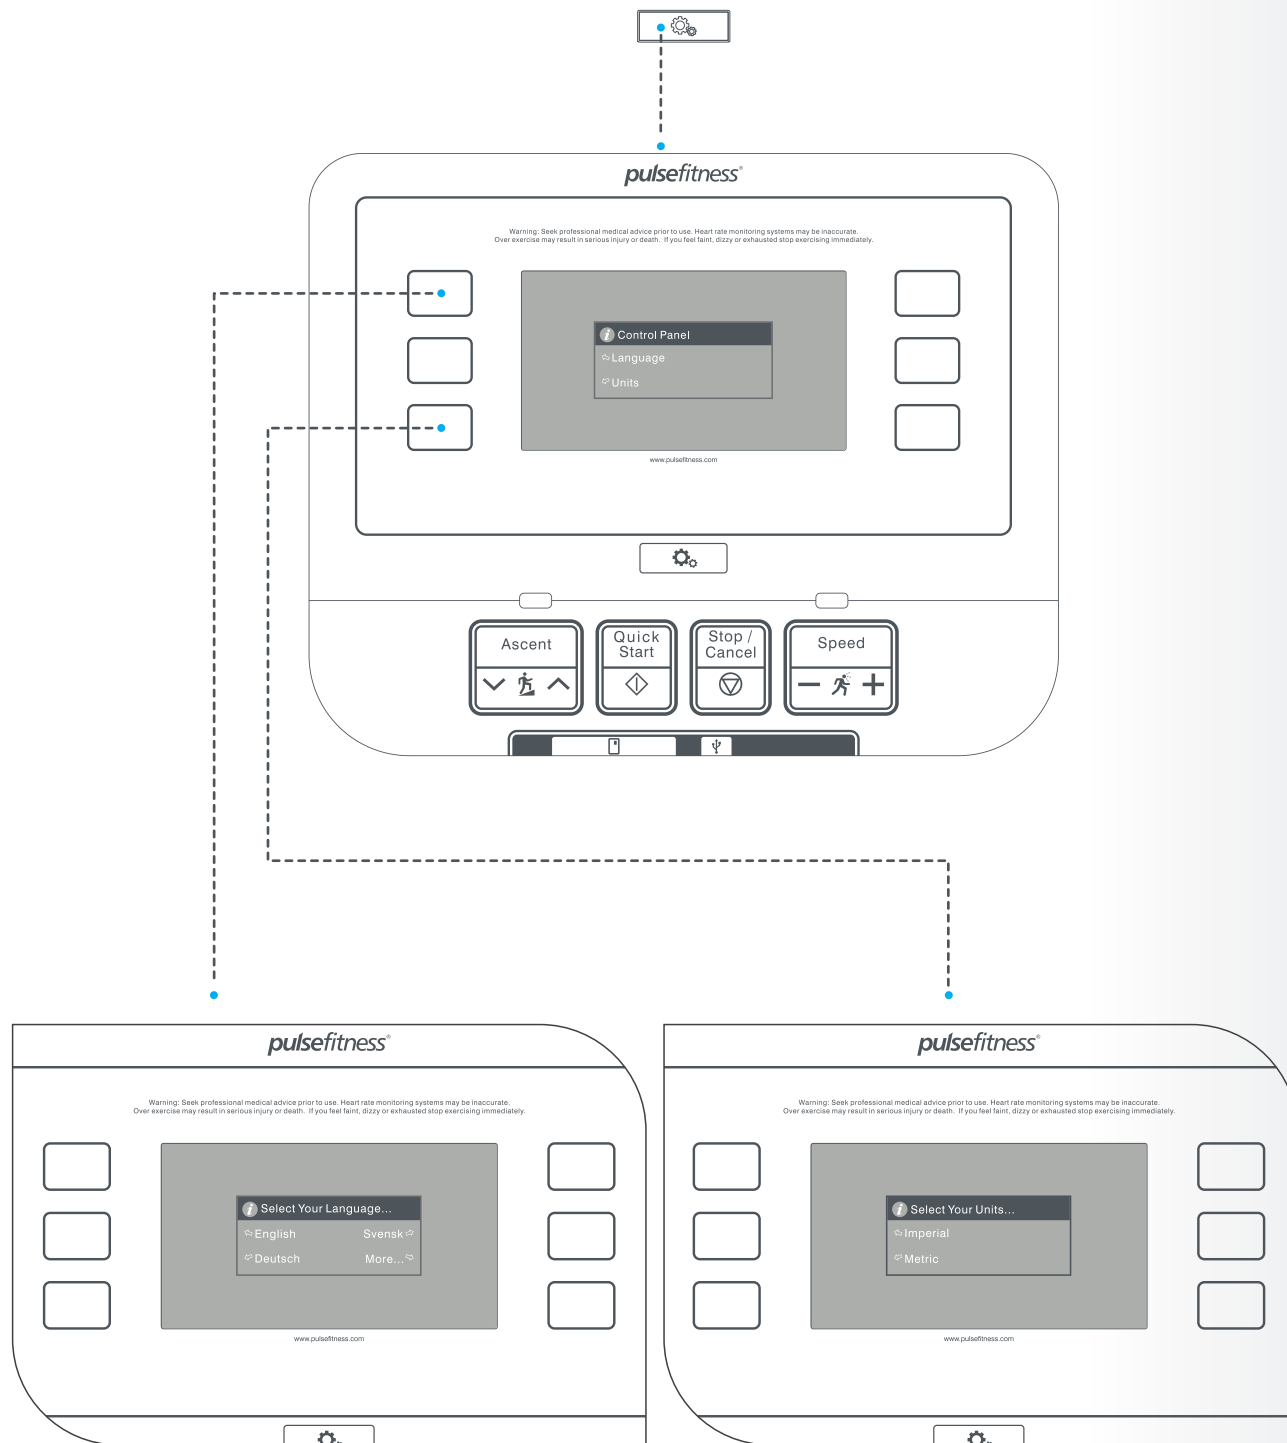 pulsefitness®
Warning: Seek professional medical advice prior to use. Heart rate monitoring systems may be inaccurate.
Over exercise may result in serious injury or death. If you feel faint, dizzy or exhausted stop exercising immediately.
i Control Panel
Language
Units
www.pulsefitness.com
Ascent
Quick
Start
Stop /
Cancel
Speed
pulsefitness®
Warning: Seek professional medical advice prior to use. Heart rate monitoring systems may be inaccurate.
Over exercise may result in serious injury or death. If you feel faint, dizzy or exhausted stop exercising immediately.
i Select Your Language...
English Svensk
Deutsch More...
www.pulsefitness.com
pulsefitness®
Warning: Seek professional medical advice prior to use. Heart rate monitoring systems may be inaccurate.
Over exercise may result in serious injury or death. If you feel faint, dizzy or exhausted stop exercising immediately.
i Select Your Units...
Imperial
Metric
www.pulsefitness.com